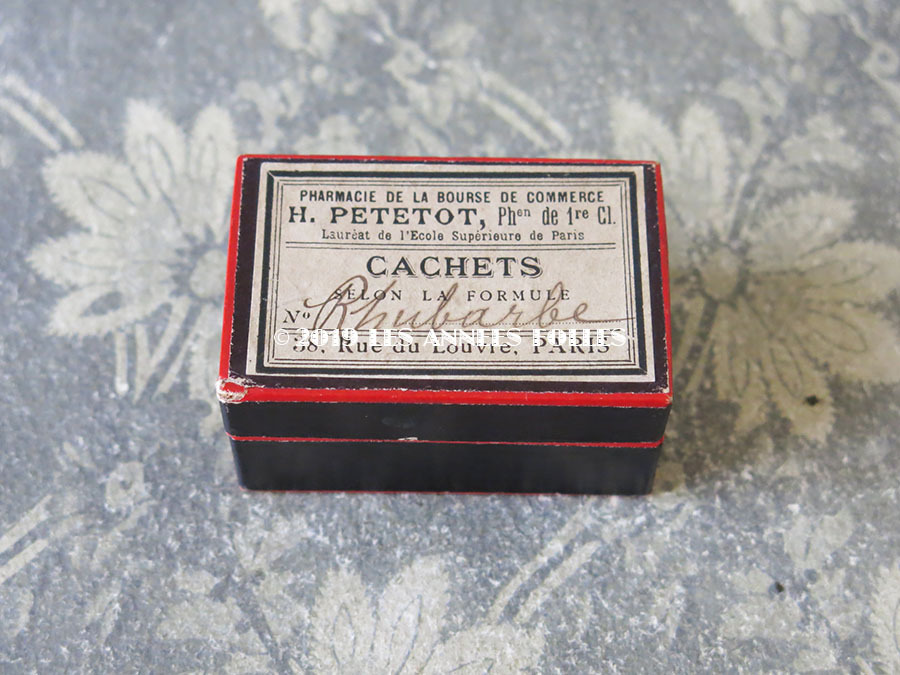 PHARMACIE DE LA BOURSE DE COMMERCE
H. PETETOT, Phen de 1re Cl.
Lauréat de l'Ecole Supérieure de Paris
CACHETS
SELON LA FORMULE
No Rhubarbe
© 2019 LES ANNEES FOLLES
38, Rue du Louvre, PARIS